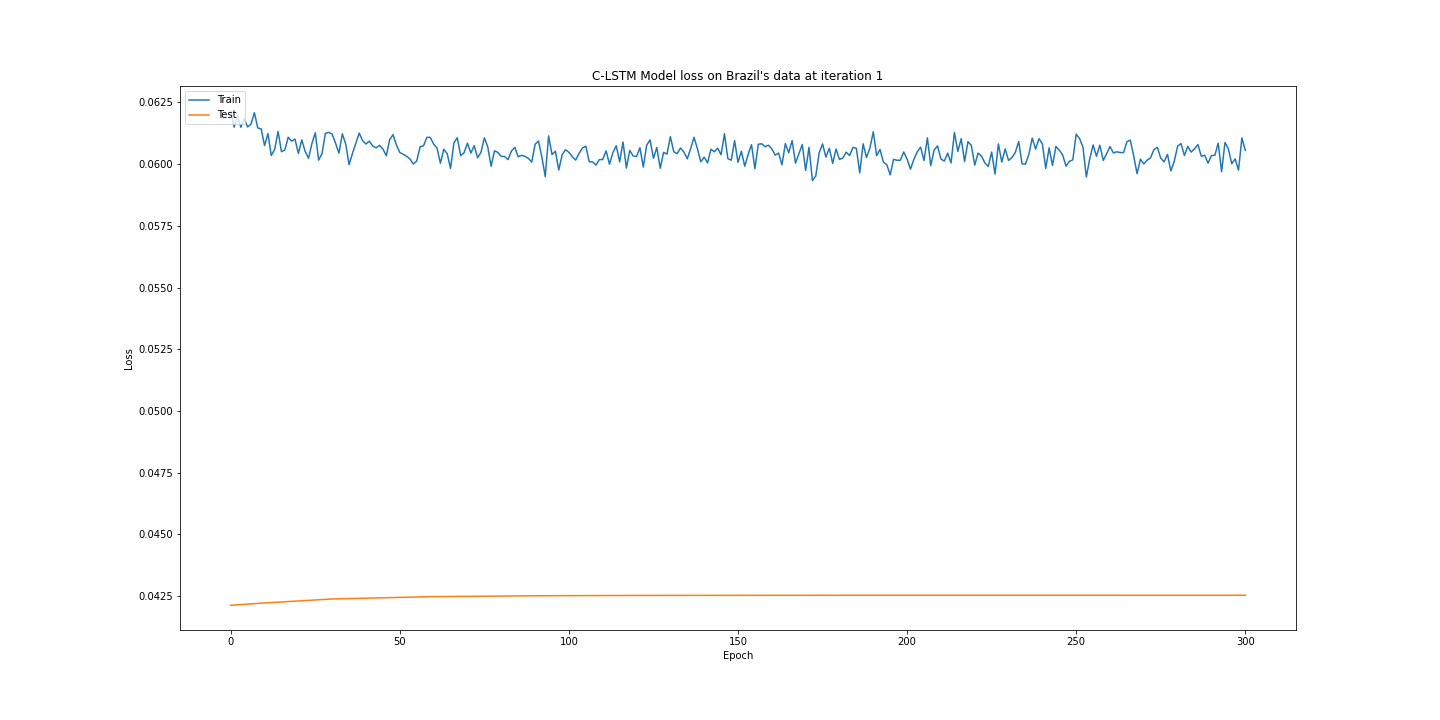 C-LSTM Model loss on Brazil's data at iteration 1
Train
Test
0.0625
0.0600
0.0575
0.0550
0.0525
0.0500
0.0475
0.0450
0.0425
Loss
0 50 100 150 200 250 300
Epoch